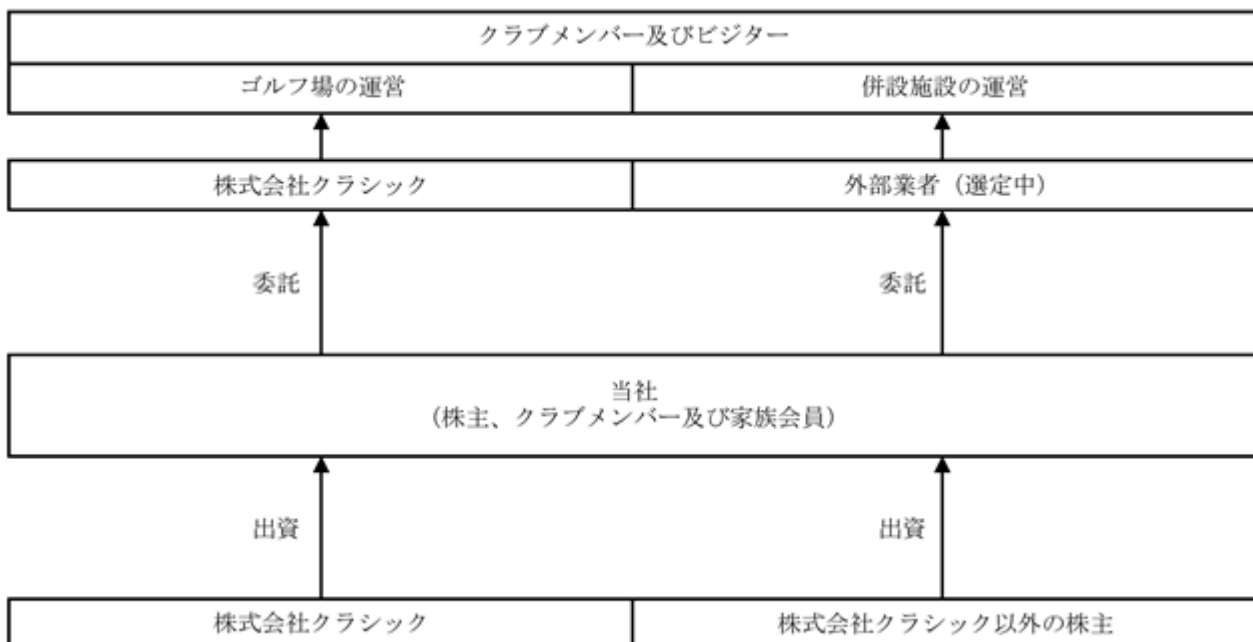 クラブメンバー及びビジター
ゴルフ場の運営
併設施設の運営
株式会社クラシック
外部業者（選定中）
委託
委託
当社
（株主、クラブメンバー及び家族会員）
出資
出資
株式会社クラシック
株式会社クラシック以外の株主